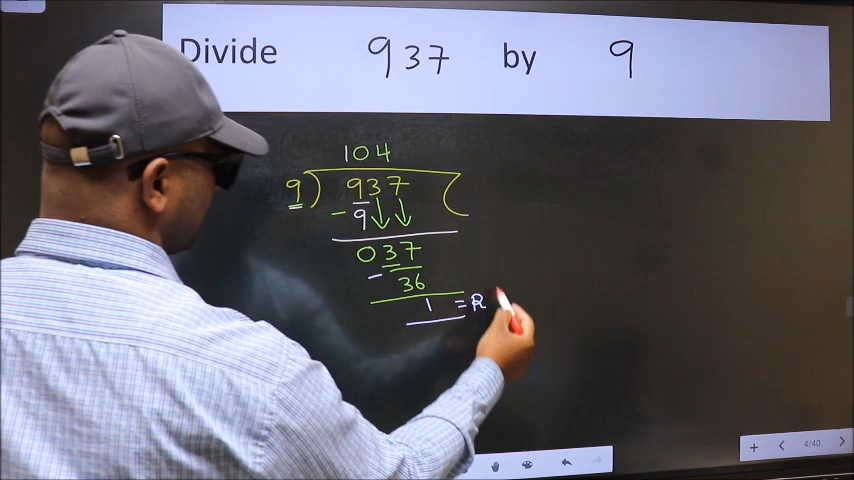 Divide 937 by 9
104
9 ) 937 (
- 9
037
- 36
1 = R
4/40